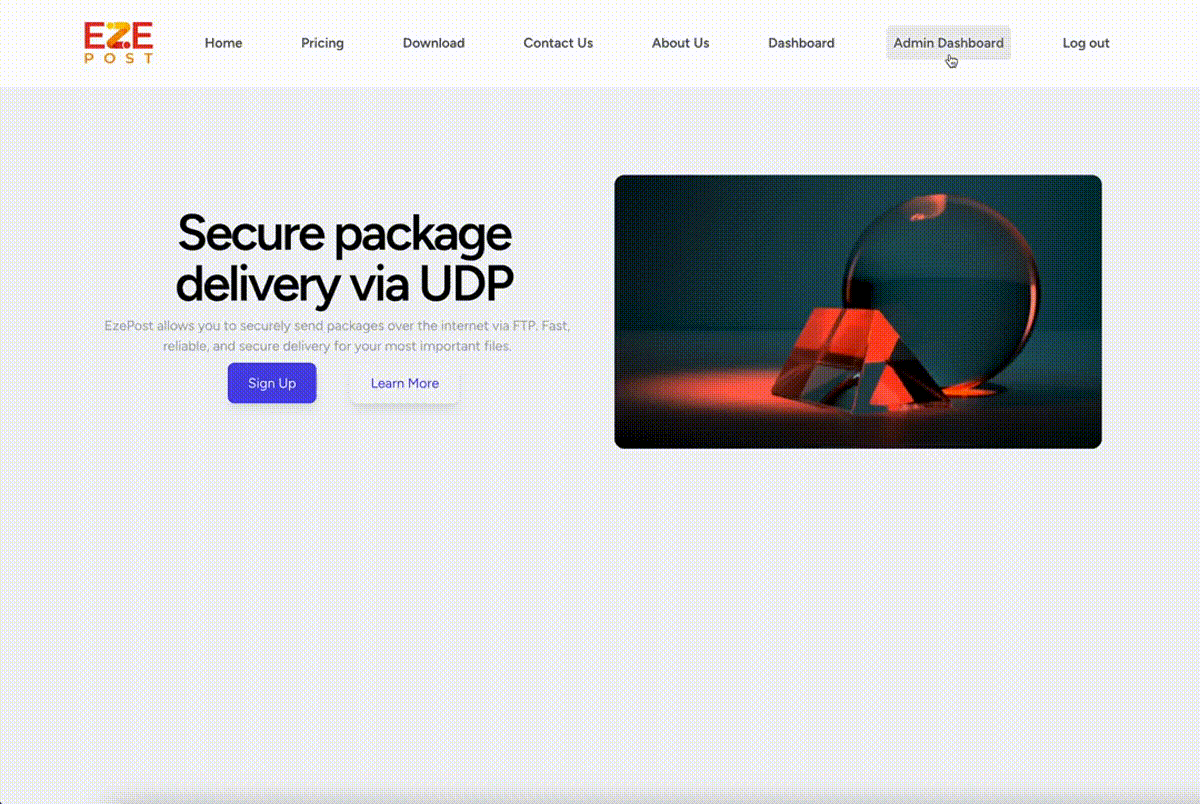 EZE
POST
Home
Pricing
Download
Contact Us
About Us
Dashboard
Admin Dashboard
Log out
Secure package
delivery via UDP
EzePost allows you to securely send packages over the internet via FTP. Fast,
reliable, and secure delivery for your most important files.
Sign Up
Learn More